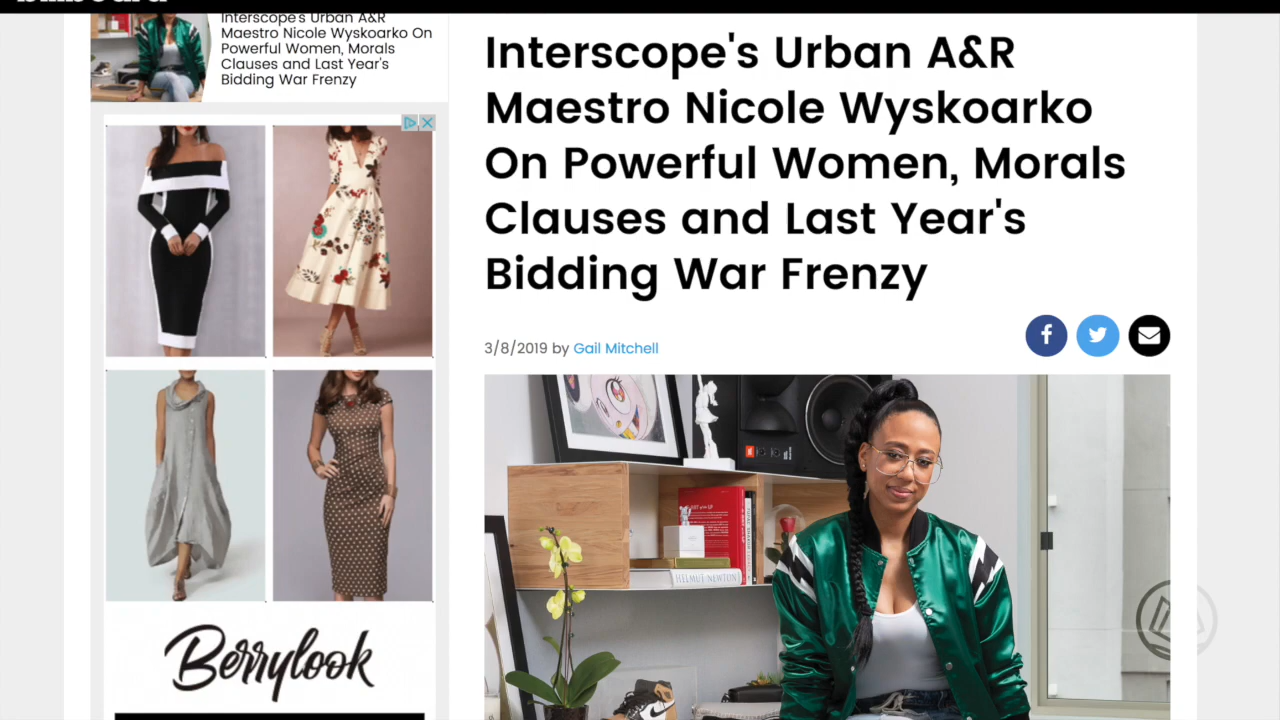 billboard
Interscope's Urban A&R
Maestro Nicole Wyskoarko On
Powerful Women, Morals
Clauses and Last Year's
Bidding War Frenzy
Interscope's Urban A&R
Maestro Nicole Wyskoarko
On Powerful Women, Morals
Clauses and Last Year's
Bidding War Frenzy
3/8/2019 by Gail Mitchell
JBL
HELMUT NEWTON
Berrylook